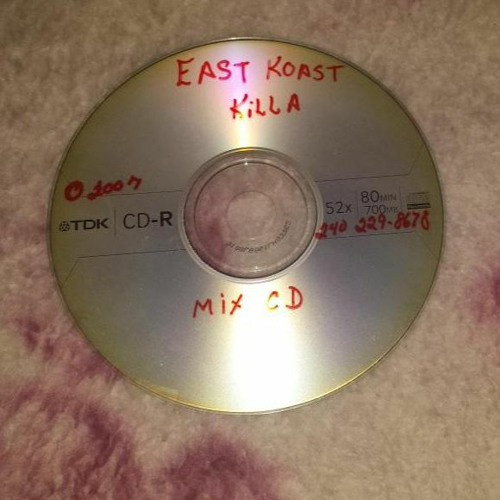 EAST KOAST
KiLLA
© 2007
TDK CD-R
52x 80MIN
700MB
240 229-8678
MiX CD